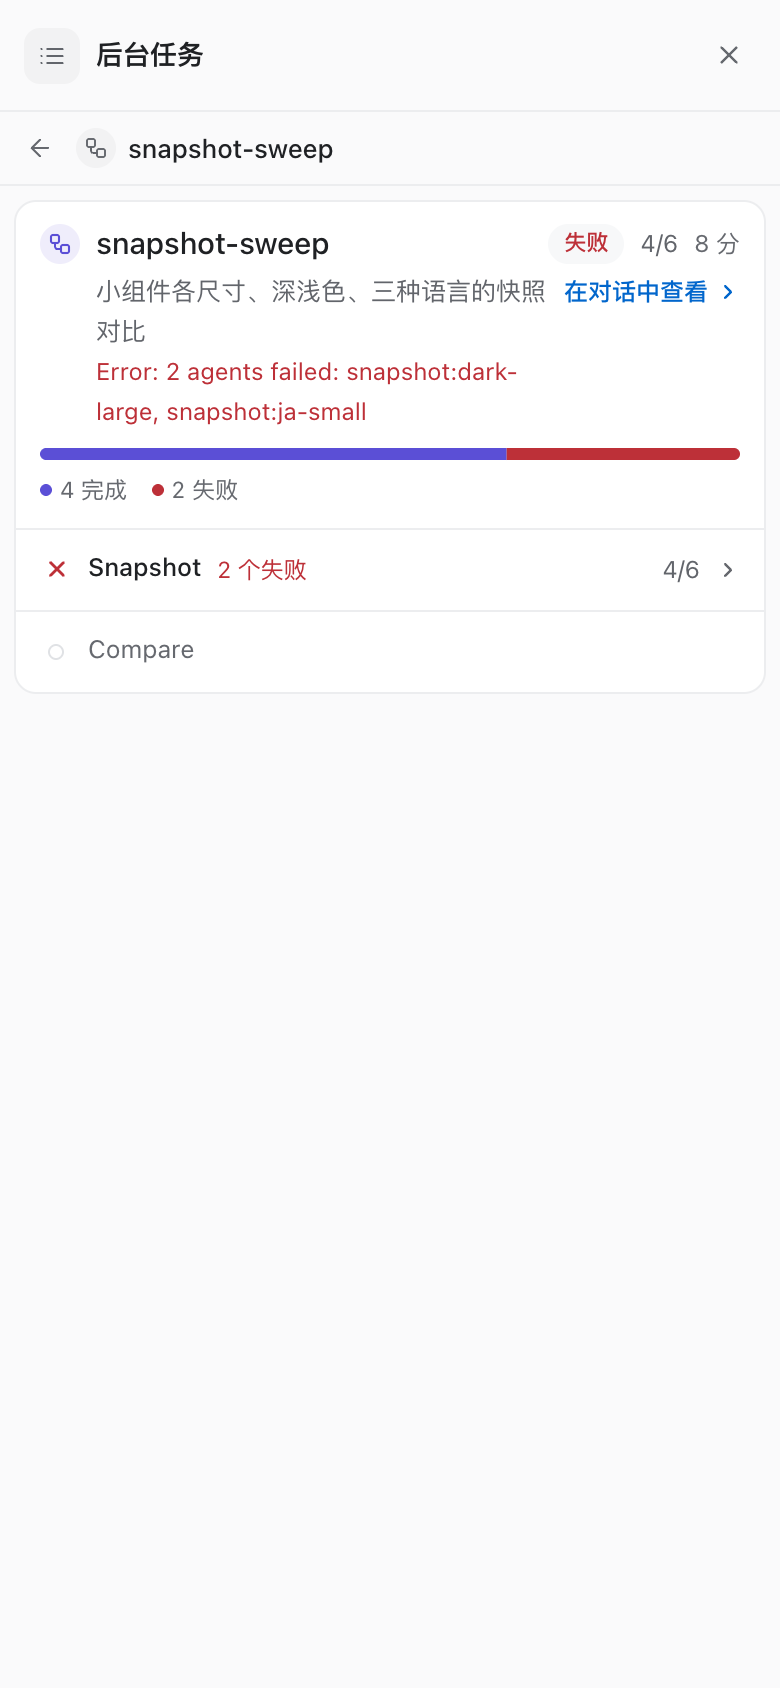 后台任务
snapshot-sweep
snapshot-sweep 失败 4/6 8 分
小组件各尺寸、深浅色、三种语言的快照 在对话中查看
对比
Error: 2 agents failed: snapshot:dark-
large, snapshot:ja-small
4 完成 2 失败
Snapshot 2 个失败 4/6
Compare